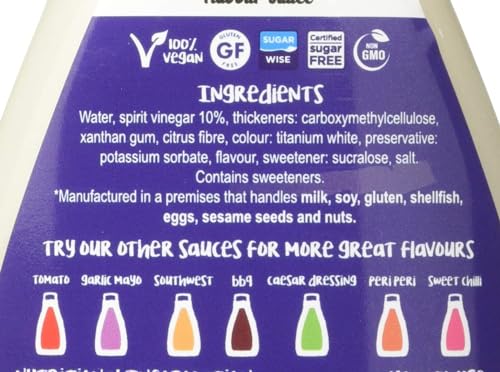 flavour sauce
100% vegan
GLUTEN GF FREE
SUGAR WISE
Certified sugar FREE
NON GMO
INGREDIENTS
Water, spirit vinegar 10%, thickeners: carboxymethylcellulose,
xanthan gum, citrus fibre, colour: titanium white, preservative:
potassium sorbate, flavour, sweetener: sucralose, salt.
Contains sweeteners.
*Manufactured in a premises that handles milk, soy, gluten, shellfish,
eggs, sesame seeds and nuts.
TRY OUR OTHER SAUCES FOR MORE GREAT FLAVOURS
TOMATO garlic mayo Southwest bbq CAESAR DRESSING PERI PERI SWEET CHILLI